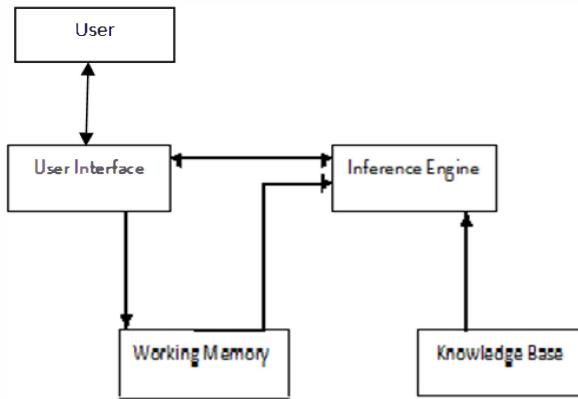 User
User Interface
Inference Engine
Working Memory
Knowledge Base